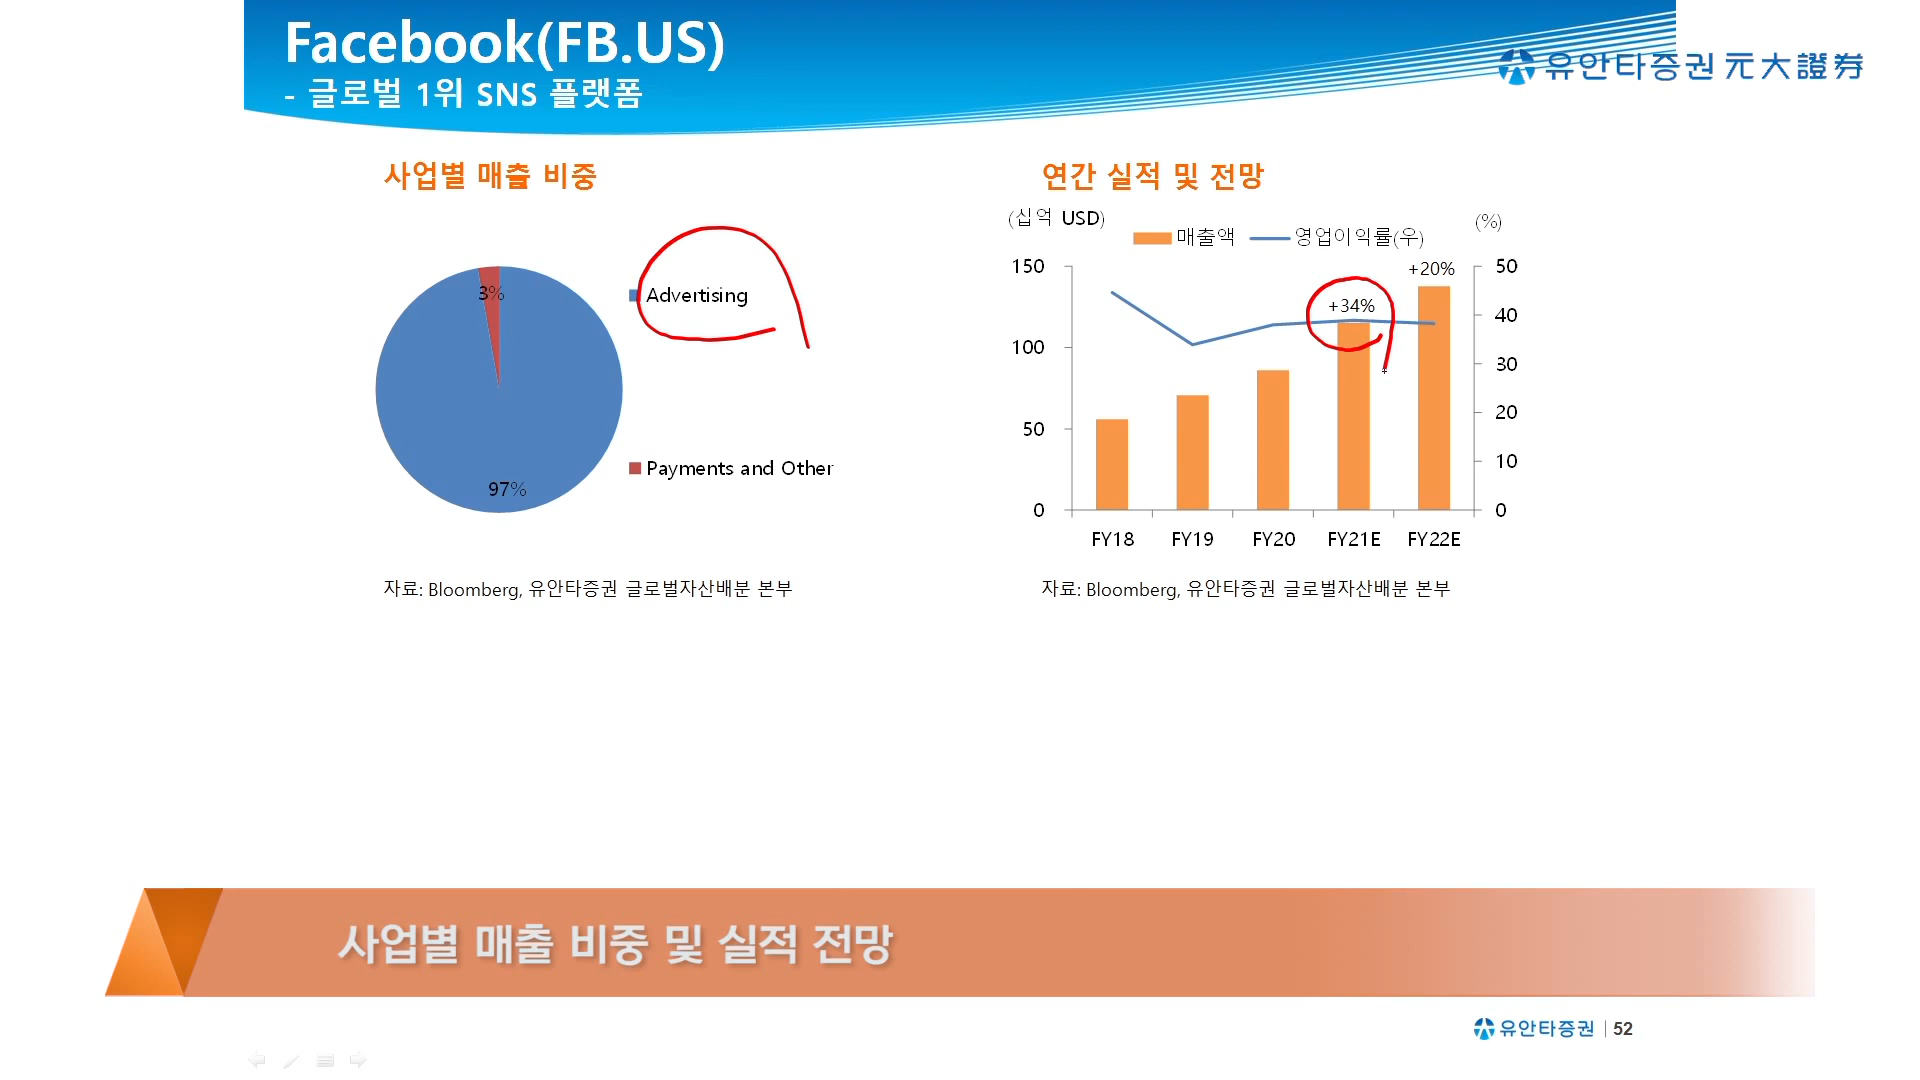 Facebook(FB.US)
- 글로벌 1위 SNS 플랫폼
유안타증권 元大證券
사업별 매출 비중
3%
97%
Advertising
Payments and Other
자료: Bloomberg, 유안타증권 글로벌자산배분 본부
연간 실적 및 전망
(십억 USD)
(%)
매출액
영업이익률(우)
150
100
50
0
+34%
+20%
50
40
30
20
10
0
FY18
FY19
FY20
FY21E
FY22E
자료: Bloomberg, 유안타증권 글로벌자산배분 본부
사업별 매출 비중 및 실적 전망
유안타증권 | 52